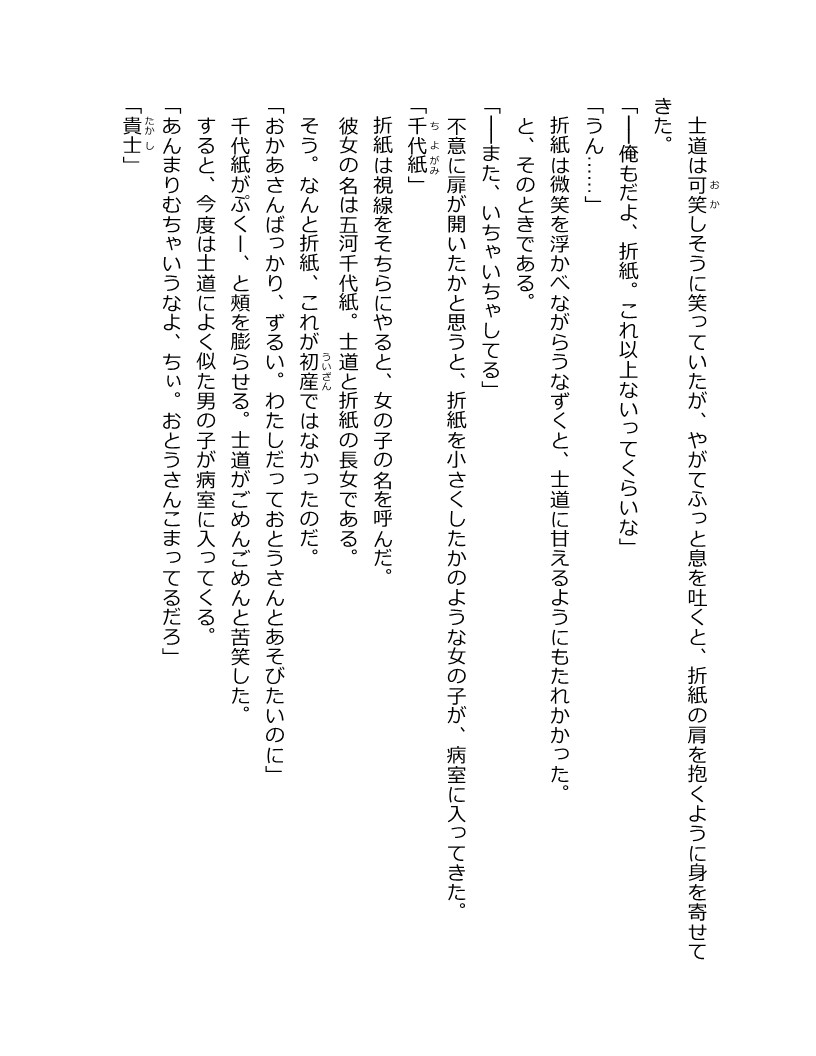 士道は可笑しそうに笑っていたが、やがてふっと息を吐くと、折紙の肩を抱くように身を寄せて
きた。
「──俺もだよ、折紙。これ以上ないってくらいな」
「うん……」
　折紙は微笑を浮かべながらうなずくと、士道に甘えるようにもたれかかった。
　と、そのときである。
「──また、いちゃいちゃしてる」
　不意に扉が開いたかと思うと、折紙を小さくしたかのような女の子が、病室に入ってきた。
「千代紙」
　折紙は視線をそちらにやると、女の子の名を呼んだ。
　彼女の名は五河千代紙。士道と折紙の長女である。
　そう。なんと折紙、これが初産ではなかったのだ。
「おかあさんばっかり、ずるい。わたしだっておとうさんとあそびたいのに」
　千代紙がぷくー、と頰を膨らせる。士道がごめんごめんと苦笑した。
　すると、今度は士道によく似た男の子が病室に入ってくる。
「あんまりむちゃいうなよ、ちぃ。おとうさんこまってるだろ」
「貴士」